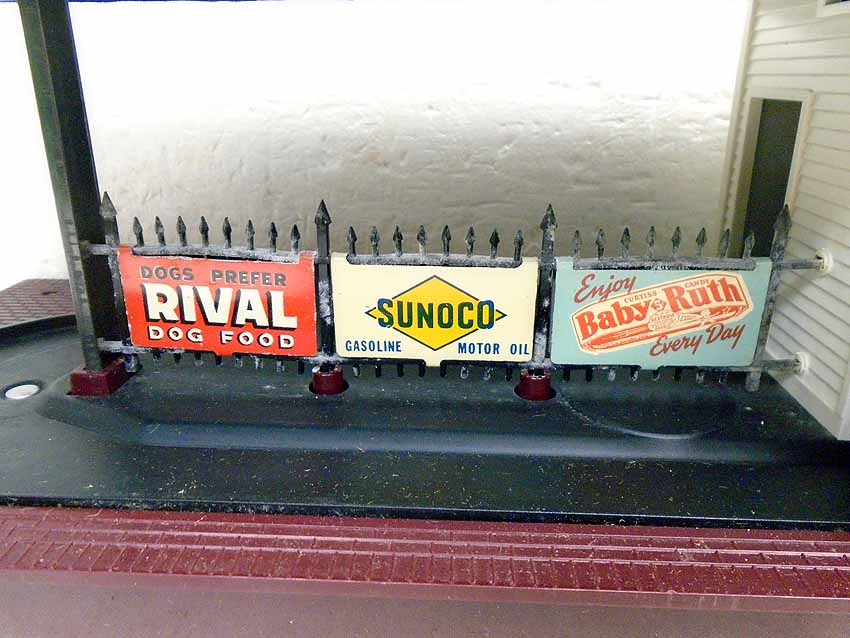 DOGS PREFER
RIVAL
DOG FOOD
SUNOCO
GASOLINE MOTOR OIL
Enjoy
CURTISS CANDY
Baby Ruth
Every Day